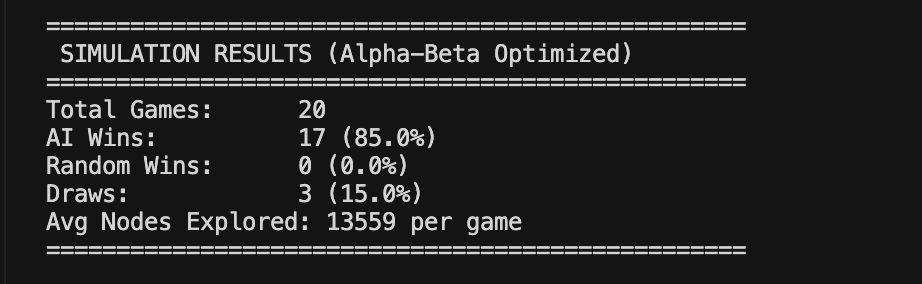 ==================================================
SIMULATION RESULTS (Alpha-Beta Optimized)
==================================================
Total Games:      20
AI Wins:          17 (85.0%)
Random Wins:      0 (0.0%)
Draws:            3 (15.0%)
Avg Nodes Explored: 13559 per game
==================================================